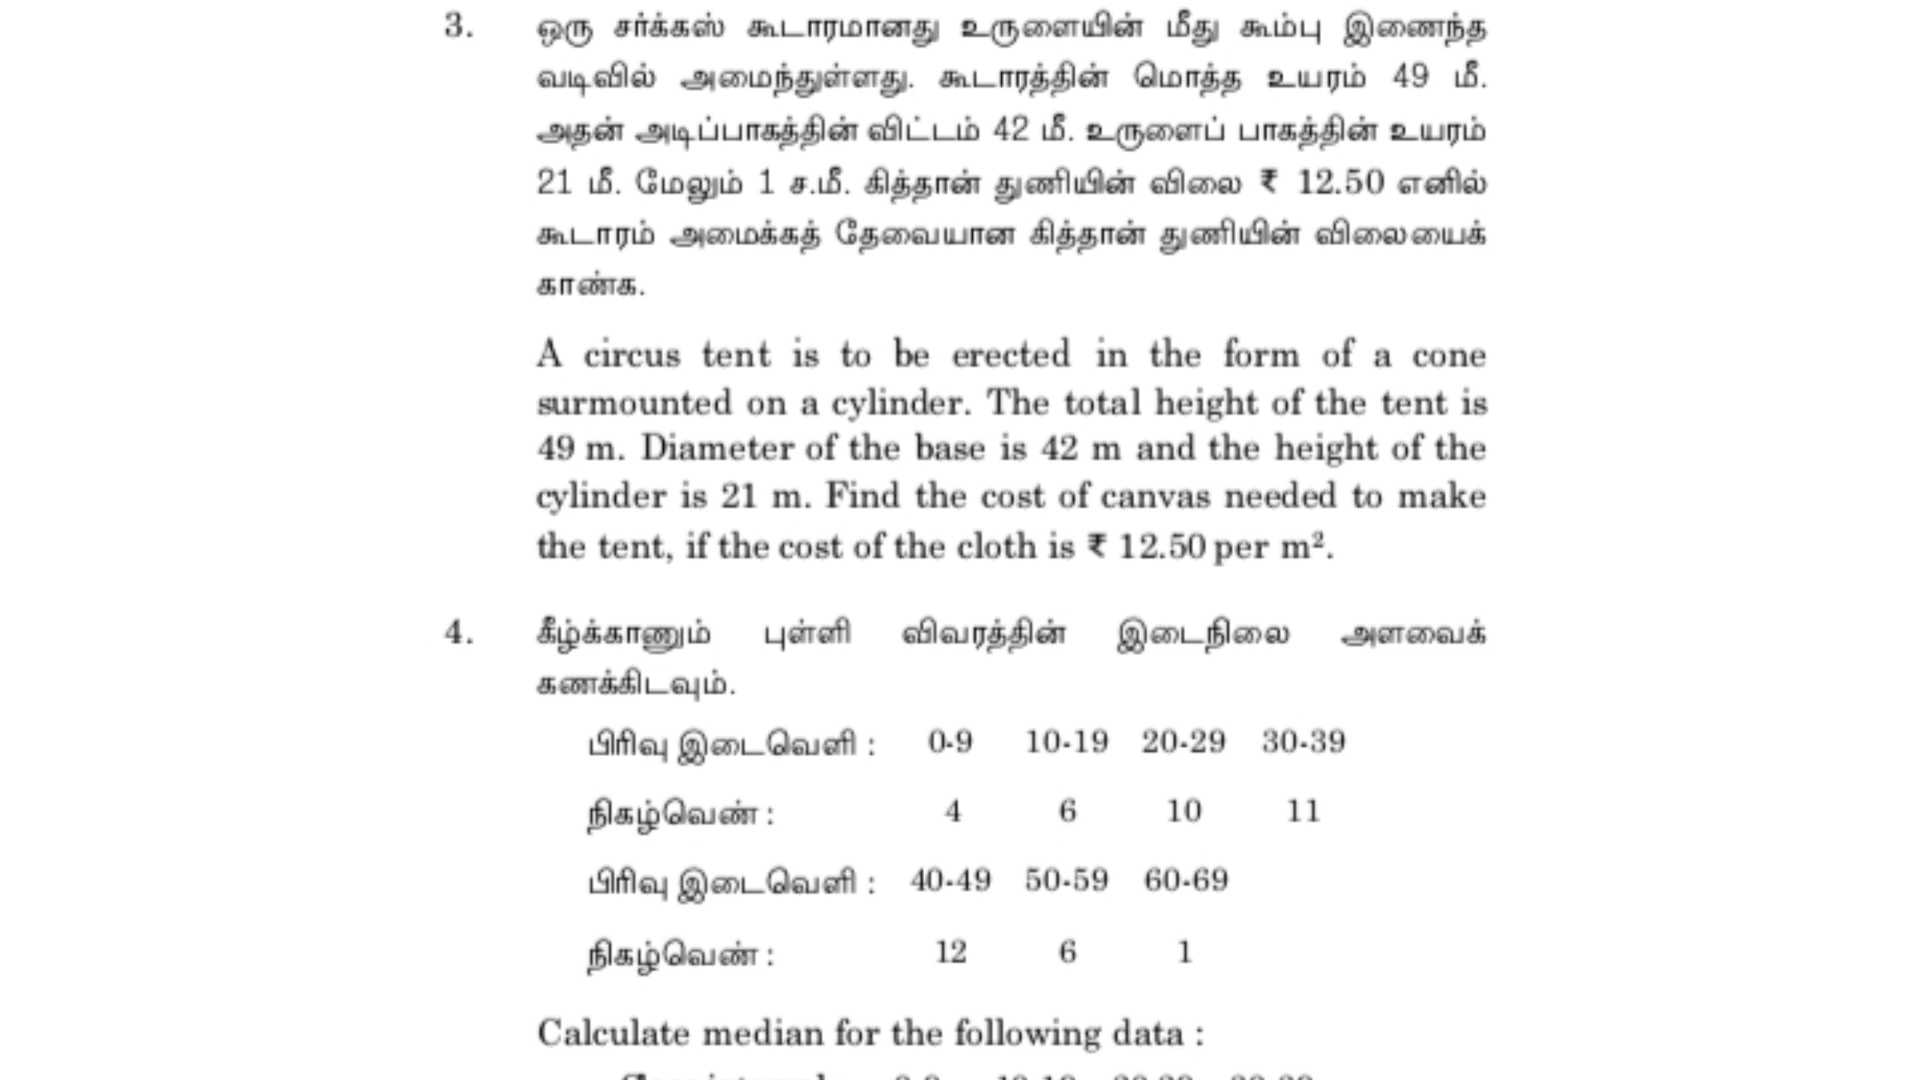 3. ஒரு சர்க்கஸ் கூடாரமானது உருளையின் மீது கூம்பு இணைந்த
வடிவில் அமைந்துள்ளது. கூடாரத்தின் மொத்த உயரம் 49 மீ.
அதன் அடிப்பாகத்தின் விட்டம் 42 மீ. உருளைப் பாகத்தின் உயரம்
21 மீ. மேலும் 1 ச.மீ. கித்தான் துணியின் விலை ₹ 12.50 எனில்
கூடாரம் அமைக்கத் தேவையான கித்தான் துணியின் விலையைக்
காண்க.
A circus tent is to be erected in the form of a cone
surmounted on a cylinder. The total height of the tent is
49 m. Diameter of the base is 42 m and the height of the
cylinder is 21 m. Find the cost of canvas needed to make
the tent, if the cost of the cloth is ₹ 12.50 per m².
4. கீழ்க்காணும் புள்ளி விவரத்தின் இடைநிலை அளவைக்
கணக்கிடவும்.
பிரிவு இடைவெளி : 0-9 10-19 20-29 30-39
நிகழ்வெண் : 4 6 10 11
பிரிவு இடைவெளி : 40-49 50-59 60-69
நிகழ்வெண் : 12 6 1
Calculate median for the following data :